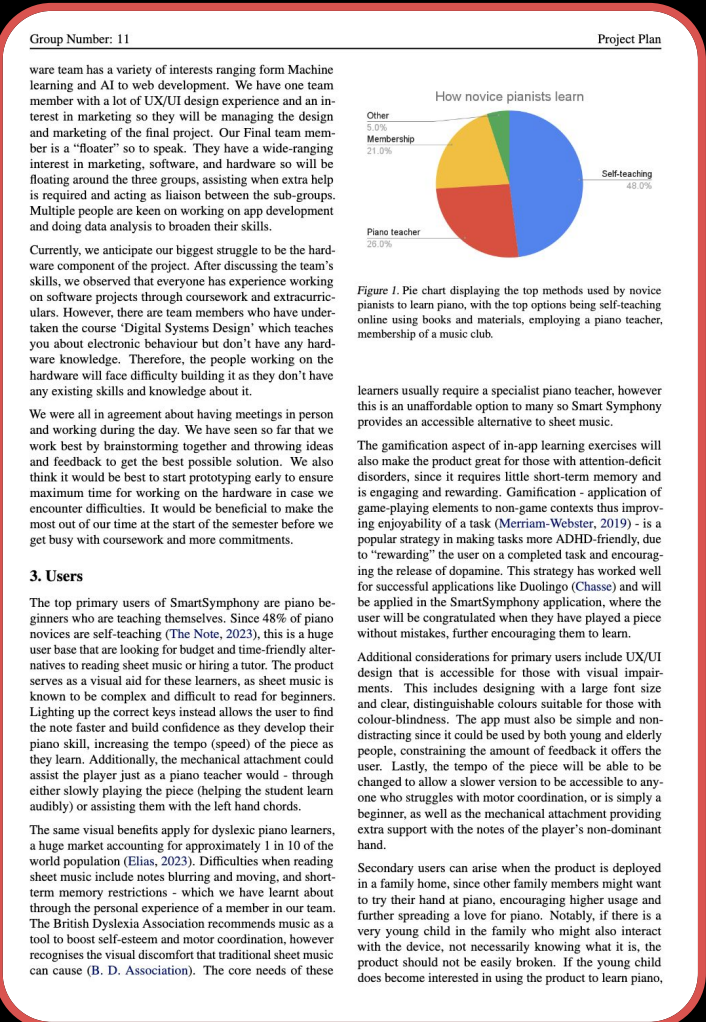 Group Number: 11
Project Plan
ware team has a variety of interests ranging form Machine
learning and AI to web development. We have one team
member with a lot of UX/UI design experience and an in-
terest in marketing so they will be managing the design
and marketing of the final project. Our Final team mem-
ber is a “floater” so to speak. They have a wide-ranging
interest in marketing, software, and hardware so will be
floating around the three groups, assisting when extra help
is required and acting as liaison between the sub-groups.
Multiple people are keen on working on app development
and doing data analysis to broaden their skills.
Currently, we anticipate our biggest struggle to be the hard-
ware component of the project. After discussing the team’s
skills, we observed that everyone has experience working
on software projects through coursework and extracurric-
ulars. However, there are team members who have under-
taken the course ‘Digital Systems Design’ which teaches
you about electronic behaviour but don’t have any hard-
ware knowledge. Therefore, the people working on the
hardware will face difficulty building it as they don’t have
any existing skills and knowledge about it.
We were all in agreement about having meetings in person
and working during the day. We have seen so far that we
work best by brainstorming together and throwing ideas
and feedback to get the best possible solution. We also
think it would be best to start prototyping early to ensure
maximum time for working on the hardware in case we
encounter difficulties. It would be beneficial to make the
most out of our time at the start of the semester before we
get busy with coursework and more commitments.
3. Users
The top primary users of SmartSymphony are piano be-
ginners who are teaching themselves. Since 48% of piano
novices are self-teaching (The Note, 2023), this is a huge
user base that are looking for budget and time-friendly alter-
natives to reading sheet music or hiring a tutor. The product
serves as a visual aid for these learners, as sheet music is
known to be complex and difficult to read for beginners.
Lighting up the correct keys instead allows the user to find
the note faster and build confidence as they develop their
piano skill, increasing the tempo (speed) of the piece as
they learn. Additionally, the mechanical attachment could
assist the player just as a piano teacher would - through
either slowly playing the piece (helping the student learn
audibly) or assisting them with the left hand chords.
The same visual benefits apply for dyslexic piano learners,
a huge market accounting for approximately 1 in 10 of the
world population (Elias, 2023). Difficulties when reading
sheet music include notes blurring and moving, and short-
term memory restrictions - which we have learnt about
through the personal experience of a member in our team.
The British Dyslexia Association recommends music as a
tool to boost self-esteem and motor coordination, however
recognises the visual discomfort that traditional sheet music
can cause (B. D. Association). The core needs of these
How novice pianists learn
Other
5.0%
Membership
21.0%
Self-teaching
48.0%
Piano teacher
26.0%
Figure 1. Pie chart displaying the top methods used by novice
pianists to learn piano, with the top options being self-teaching
online using books and materials, employing a piano teacher,
membership of a music club.
learners usually require a specialist piano teacher, however
this is an unaffordable option to many so Smart Symphony
provides an accessible alternative to sheet music.
The gamification aspect of in-app learning exercises will
also make the product great for those with attention-deficit
disorders, since it requires little short-term memory and
is engaging and rewarding. Gamification - application of
game-playing elements to non-game contexts thus improv-
ing enjoyability of a task (Merriam-Webster, 2019) - is a
popular strategy in making tasks more ADHD-friendly, due
to “rewarding” the user on a completed task and encourag-
ing the release of dopamine. This strategy has worked well
for successful applications like Duolingo (Chasse) and will
be applied in the SmartSymphony application, where the
user will be congratulated when they have played a piece
without mistakes, further encouraging them to learn.
Additional considerations for primary users include UX/UI
design that is accessible for those with visual impair-
ments. This includes designing with a large font size
and clear, distinguishable colours suitable for those with
colour-blindness. The app must also be simple and non-
distracting since it could be used by both young and elderly
people, constraining the amount of feedback it offers the
user. Lastly, the tempo of the piece will be able to be
changed to allow a slower version to be accessible to any-
one who struggles with motor coordination, or is simply a
beginner, as well as the mechanical attachment providing
extra support with the notes of the player’s non-dominant
hand.
Secondary users can arise when the product is deployed
in a family home, since other family members might want
to try their hand at piano, encouraging higher usage and
further spreading a love for piano. Notably, if there is a
very young child in the family who might also interact
with the device, not necessarily knowing what it is, the
product should not be easily broken. If the young child
does become interested in using the product to learn piano,